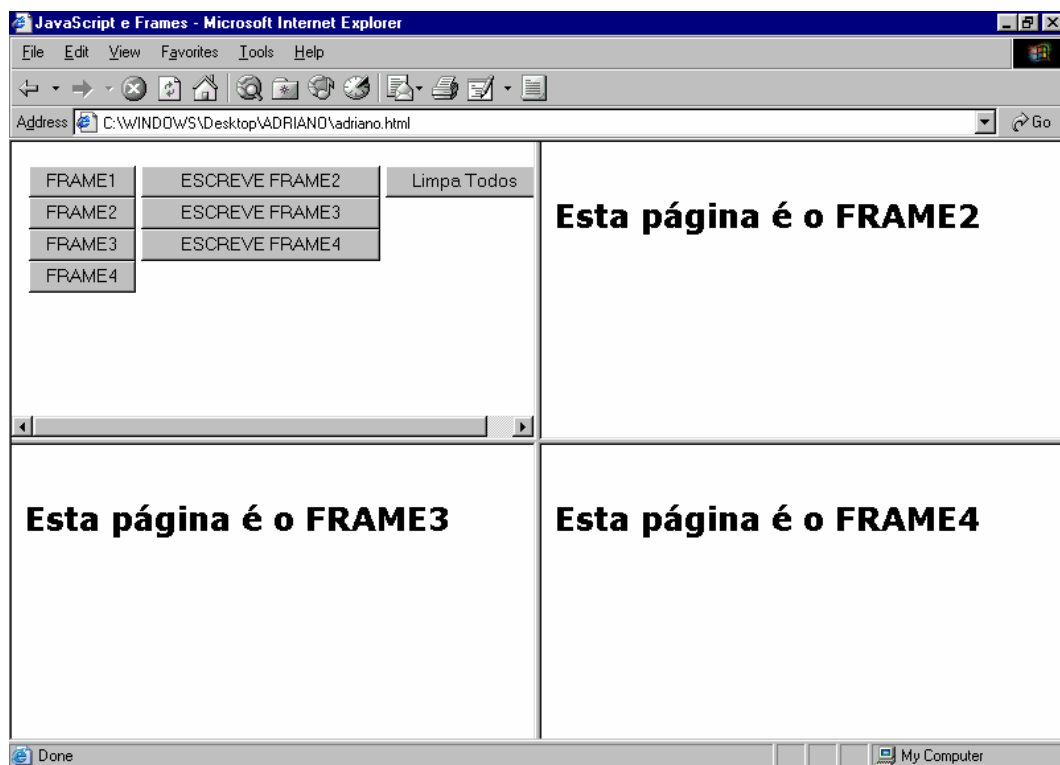 JavaScript e Frames - Microsoft Internet Explorer
File Edit View Favorites Tools Help
Address C:\WINDOWS\Desktop\ADRIANO\adriano.html Go
FRAME1 ESCREVE FRAME2 Limpa Todos
FRAME2 ESCREVE FRAME3
FRAME3 ESCREVE FRAME4
FRAME4
Esta página é o FRAME2
Esta página é o FRAME3
Esta página é o FRAME4
Done My Computer